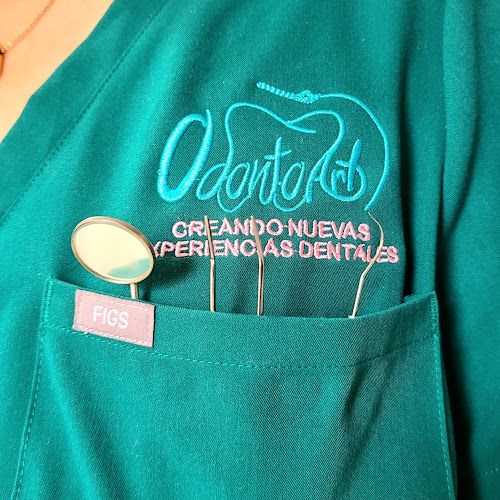 OdontoArt
CREANDO NUEVAS
EXPERIENCIAS DENTALES
FIGS